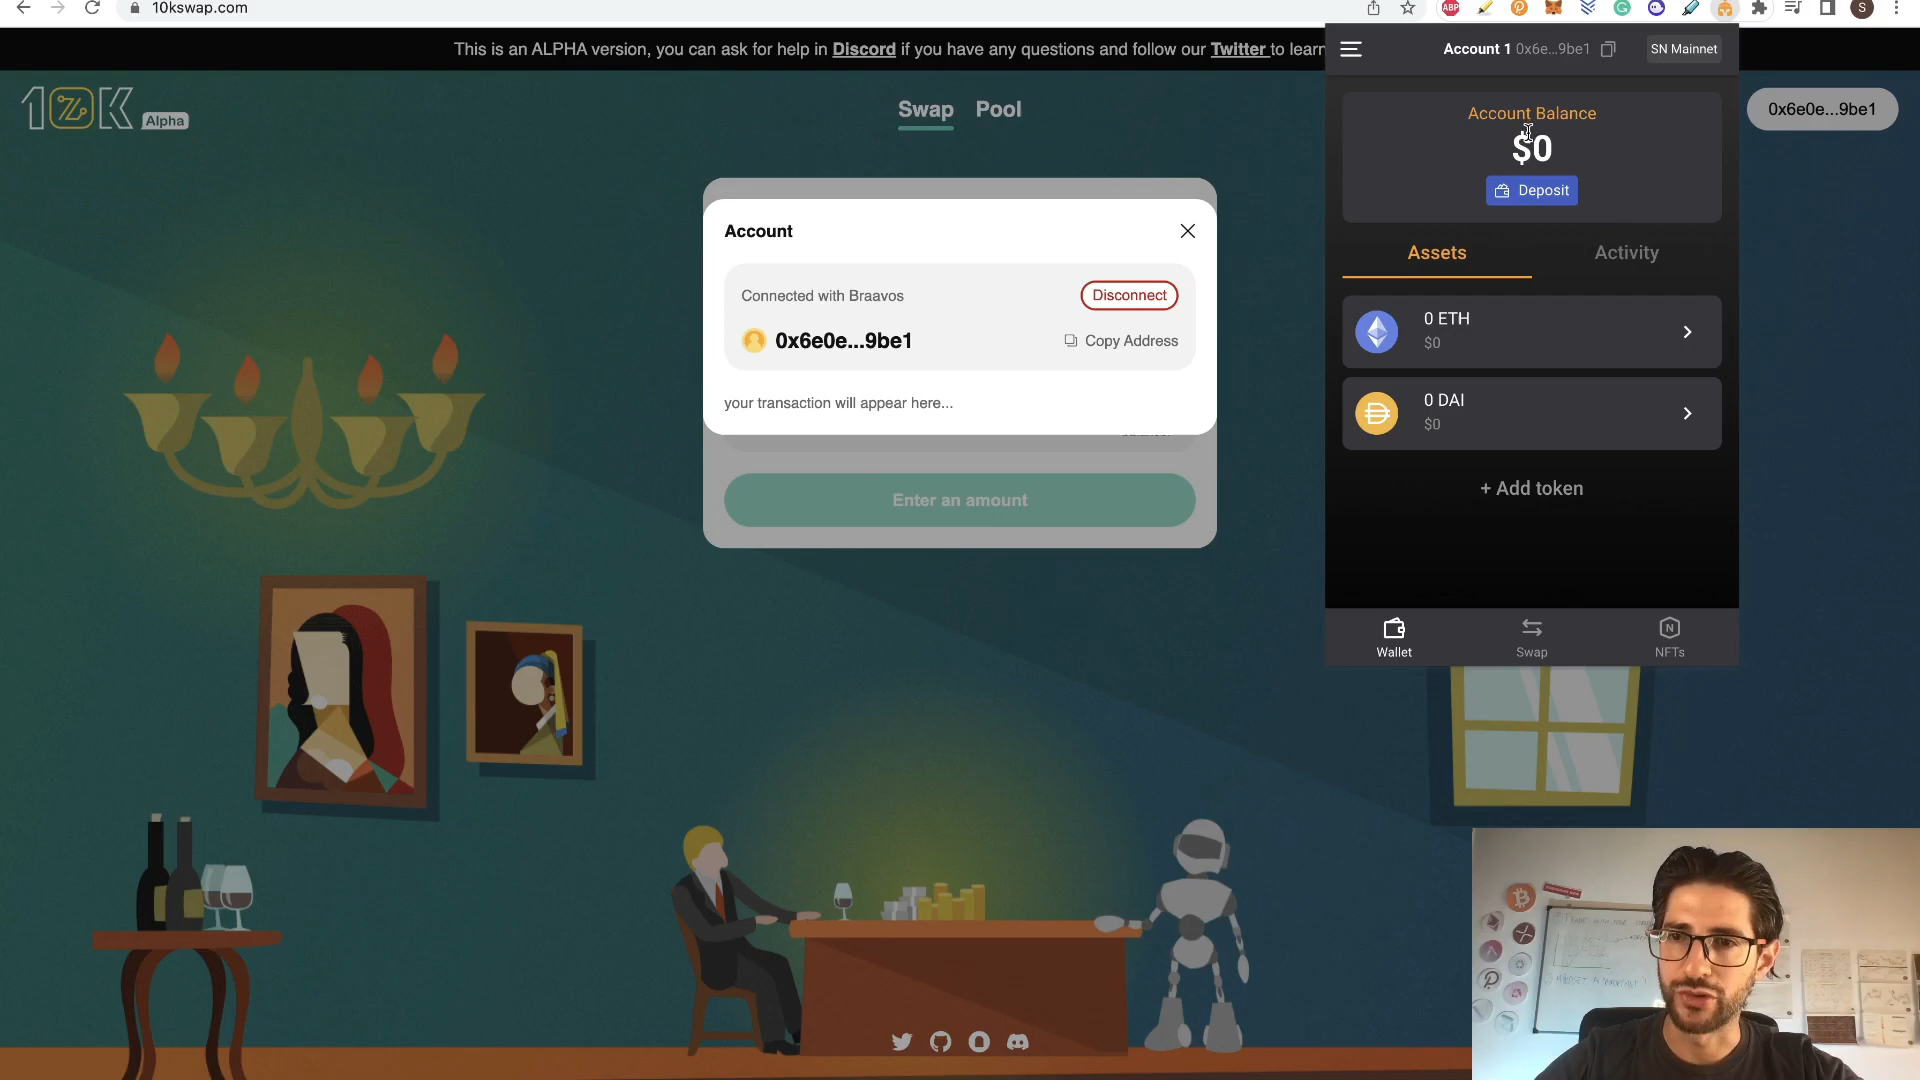 10kswap.com
ABP
S
This is an ALPHA version, you can ask for help in Discord if you have any questions and follow our Twitter to learn
10K Alpha
Swap
Pool
0x6e0e...9be1
Account
Connected with Braavos
Disconnect
0x6e0e...9be1
Copy Address
your transaction will appear here...
Enter an amount
Account 1 0x6e...9be1
SN Mainnet
Account Balance
$0
Deposit
Assets
Activity
0 ETH
$0
0 DAI
$0
+ Add token
Wallet
Swap
NFTs